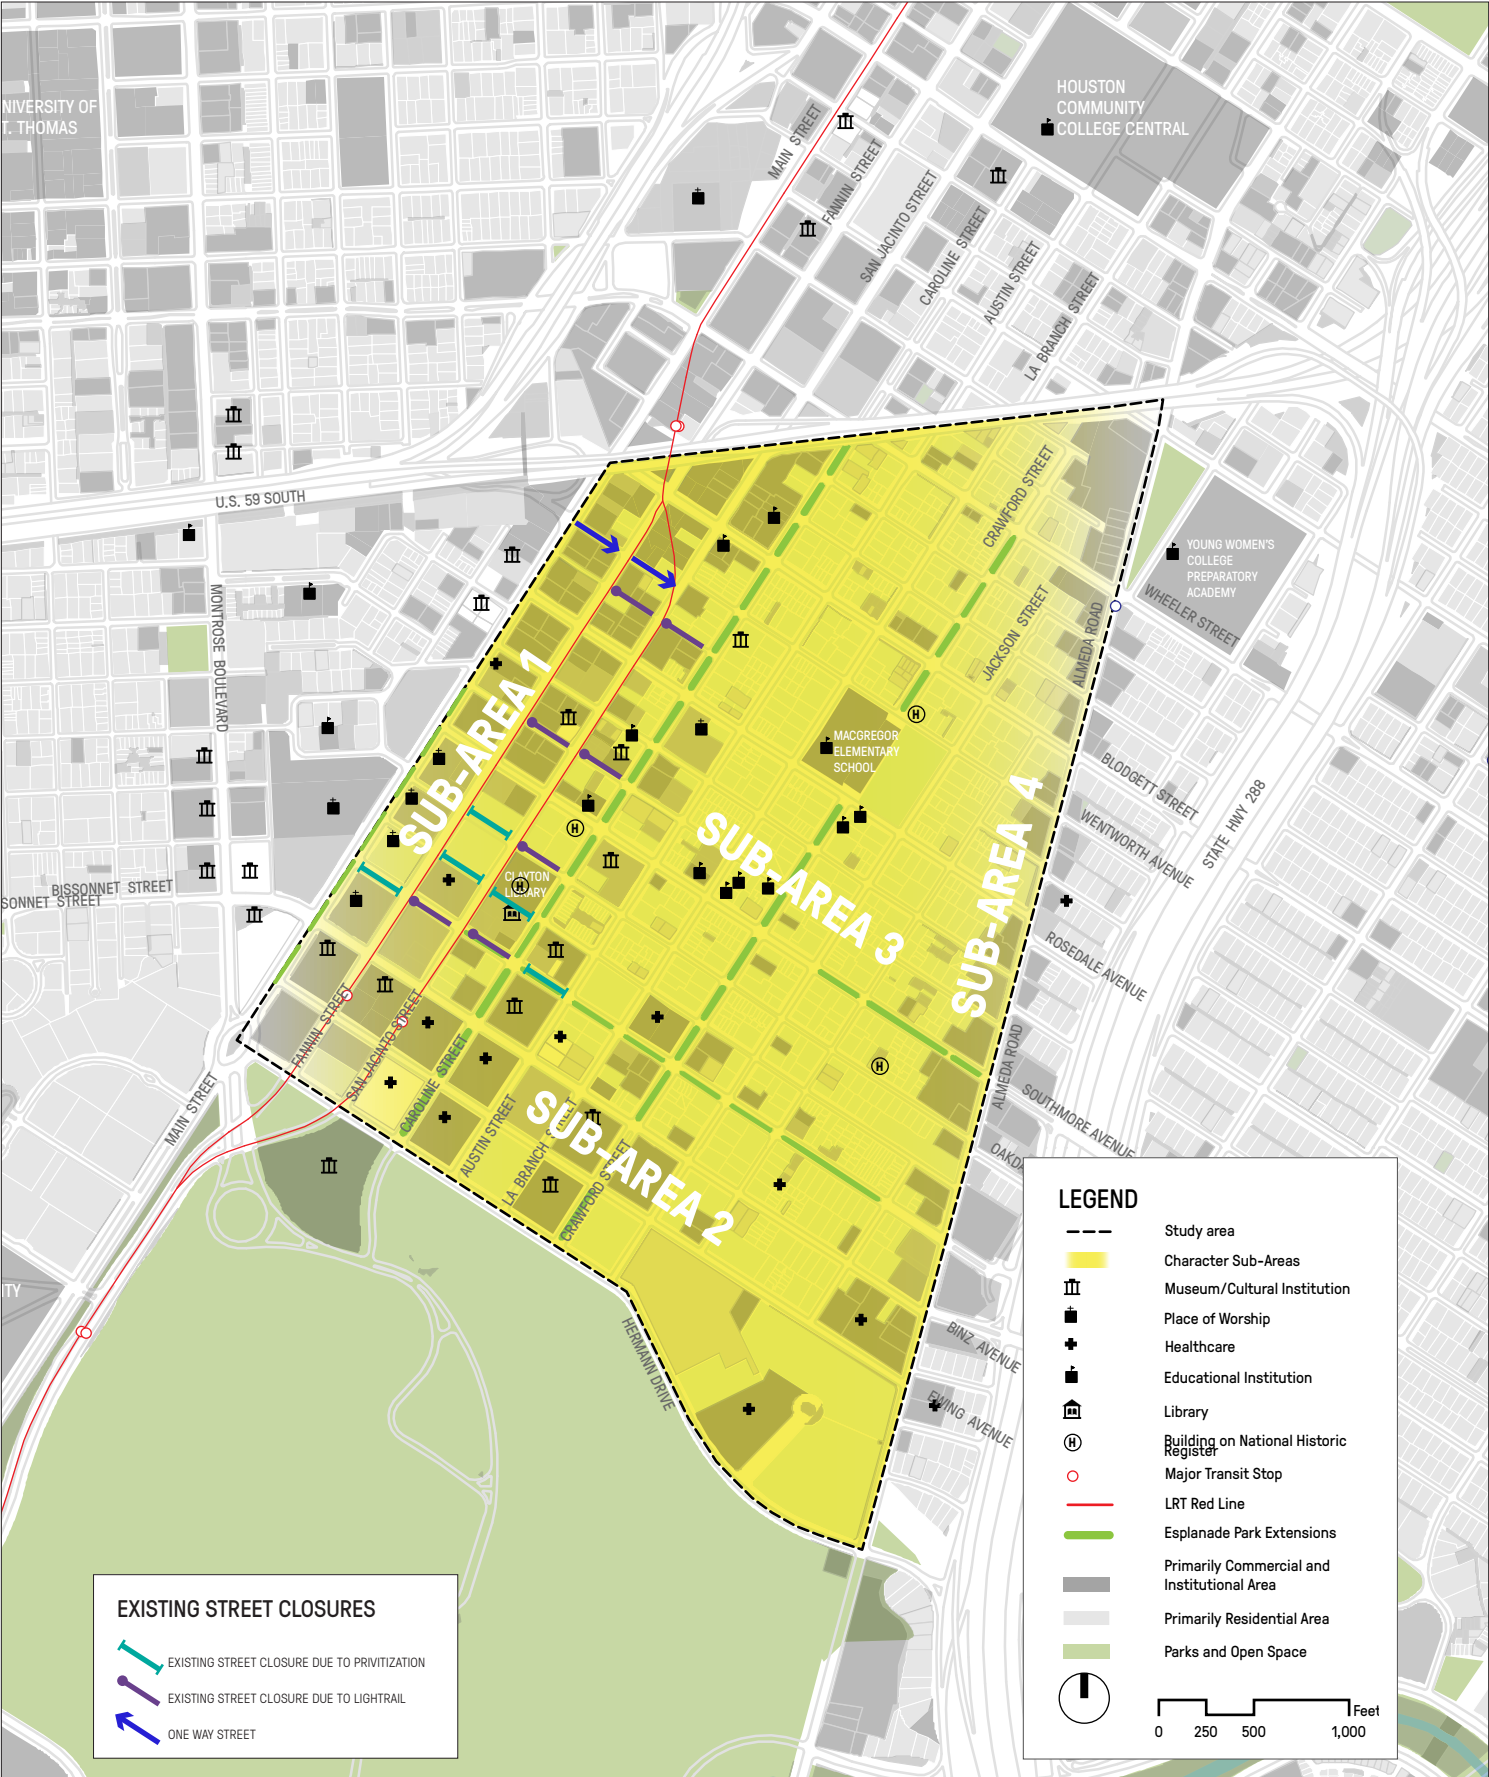 NIVERSITY OF
T. THOMAS
HOUSTON
COMMUNITY
COLLEGE CENTRAL
MAIN STREET
FANNIN STREET
SAN JACINTO STREET
CAROLINE STREET
AUSTIN STREET
LA BRANCH STREET
U.S. 59 SOUTH
CRAWFORD STREET
YOUNG WOMEN'S
COLLEGE
PREPARATORY
ACADEMY
WHEELER STREET
MONTROSE BOULEVARD
JACKSON STREET
ALMEDA ROAD
SUB-AREA 1
MACGREGOR
ELEMENTARY
SCHOOL
BLODGETT STREET
STATE HWY 288
WENTWORTH AVENUE
SUB-AREA 3
SUB-AREA 4
BISSONNET STREET
SONNET STREET
CLAYTON
LIBRARY
ROSEDALE AVENUE
FANNIN STREET
SAN JACINTO STREET
CAROLINE STREET
MAIN STREET
AUSTIN STREET
LA BRANCH STREET
CRAWFORD STREET
SUB-AREA 2
ALMEDA ROAD
SOUTHMORE AVENUE
OAKDA
ITY
HERMANN DRIVE
BINZ AVENUE
EWING AVENUE
LEGEND
Study area
Character Sub-Areas
Museum/Cultural Institution
Place of Worship
Healthcare
Educational Institution
Library
H
Building on National Historic
Register
Major Transit Stop
LRT Red Line
Esplanade Park Extensions
Primarily Commercial and
Institutional Area
Primarily Residential Area
Parks and Open Space
Feet
0 250 500 1,000
EXISTING STREET CLOSURES
EXISTING STREET CLOSURE DUE TO PRIVITIZATION
EXISTING STREET CLOSURE DUE TO LIGHTRAIL
ONE WAY STREET
H
H
H
H